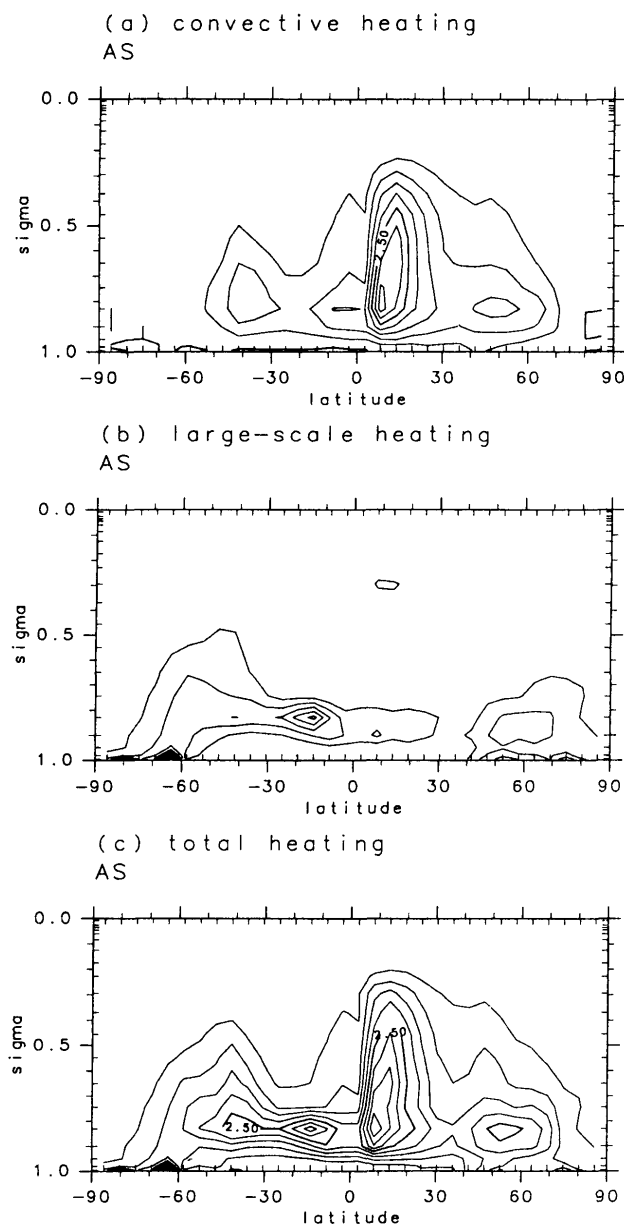 (a) convective heating
AS
0.0
0.5
1.0
sigma
2.50
-90 -60 -30 0 30 60 90
latitude
(b) large-scale heating
AS
0.0
0.5
1.0
sigma
-90 -60 -30 0 30 60 90
latitude
(c) total heating
AS
0.0
0.5
1.0
sigma
2.50
2.50
-90 -60 -30 0 30 60 90
latitude